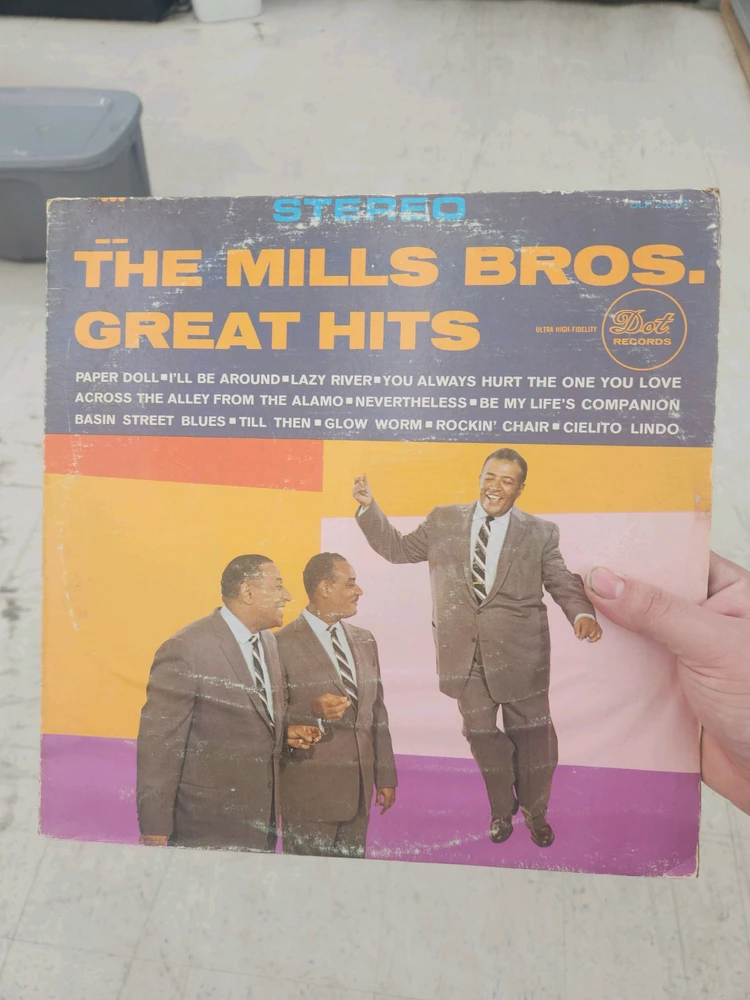 STEREO
THE MILLS BROS.
GREAT HITS
ULTRA HIGH-FIDELITY
Dot
RECORDS
PAPER DOLL▪I'LL BE AROUND▪LAZY RIVER▪YOU ALWAYS HURT THE ONE YOU LOVE
ACROSS THE ALLEY FROM THE ALAMO▪NEVERTHELESS▪BE MY LIFE'S COMPANION
BASIN STREET BLUES▪TILL THEN▪GLOW WORM▪ROCKIN' CHAIR▪CIELITO LINDO